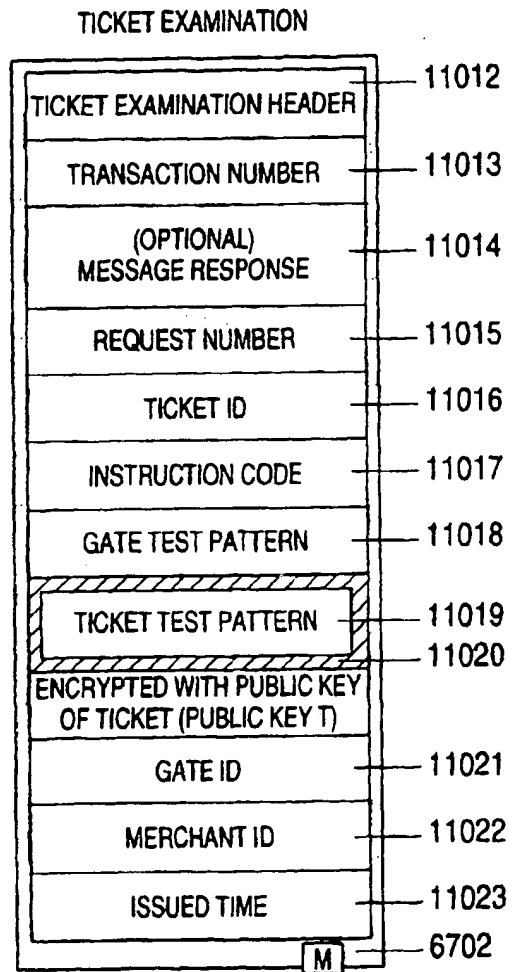 TICKET EXAMINATION
TICKET EXAMINATION HEADER 11012
TRANSACTION NUMBER 11013
(OPTIONAL)
MESSAGE RESPONSE 11014
REQUEST NUMBER 11015
TICKET ID 11016
INSTRUCTION CODE 11017
GATE TEST PATTERN 11018
TICKET TEST PATTERN 11019
11020
ENCRYPTED WITH PUBLIC KEY
OF TICKET (PUBLIC KEY T)
GATE ID 11021
MERCHANT ID 11022
ISSUED TIME 11023
M 6702